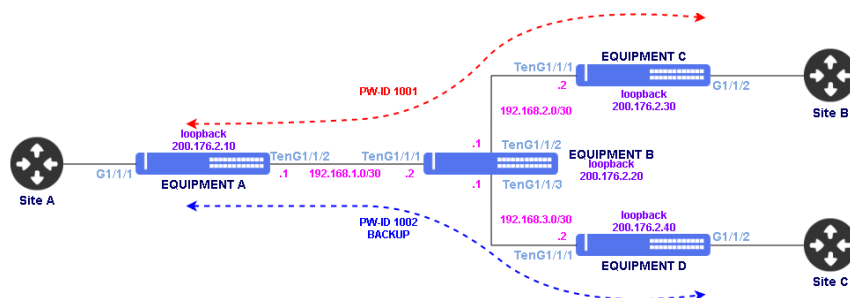 EQUIPMENT C
TenG1/1/1
.2
loopback
200.176.2.30
G1/1/2
Site B
PW-ID 1001
192.168.2.0/30
loopback
200.176.2.10
G1/1/1
EQUIPMENT A
TenG1/1/2
.1
192.168.1.0/30
TenG1/1/1
.2
.1
TenG1/1/2
EQUIPMENT B
loopback
200.176.2.20
.1
TenG1/1/3
Site A
PW-ID 1002
BACKUP
192.168.3.0/30
.2
TenG1/1/1
loopback
200.176.2.40
G1/1/2
EQUIPMENT D
Site C